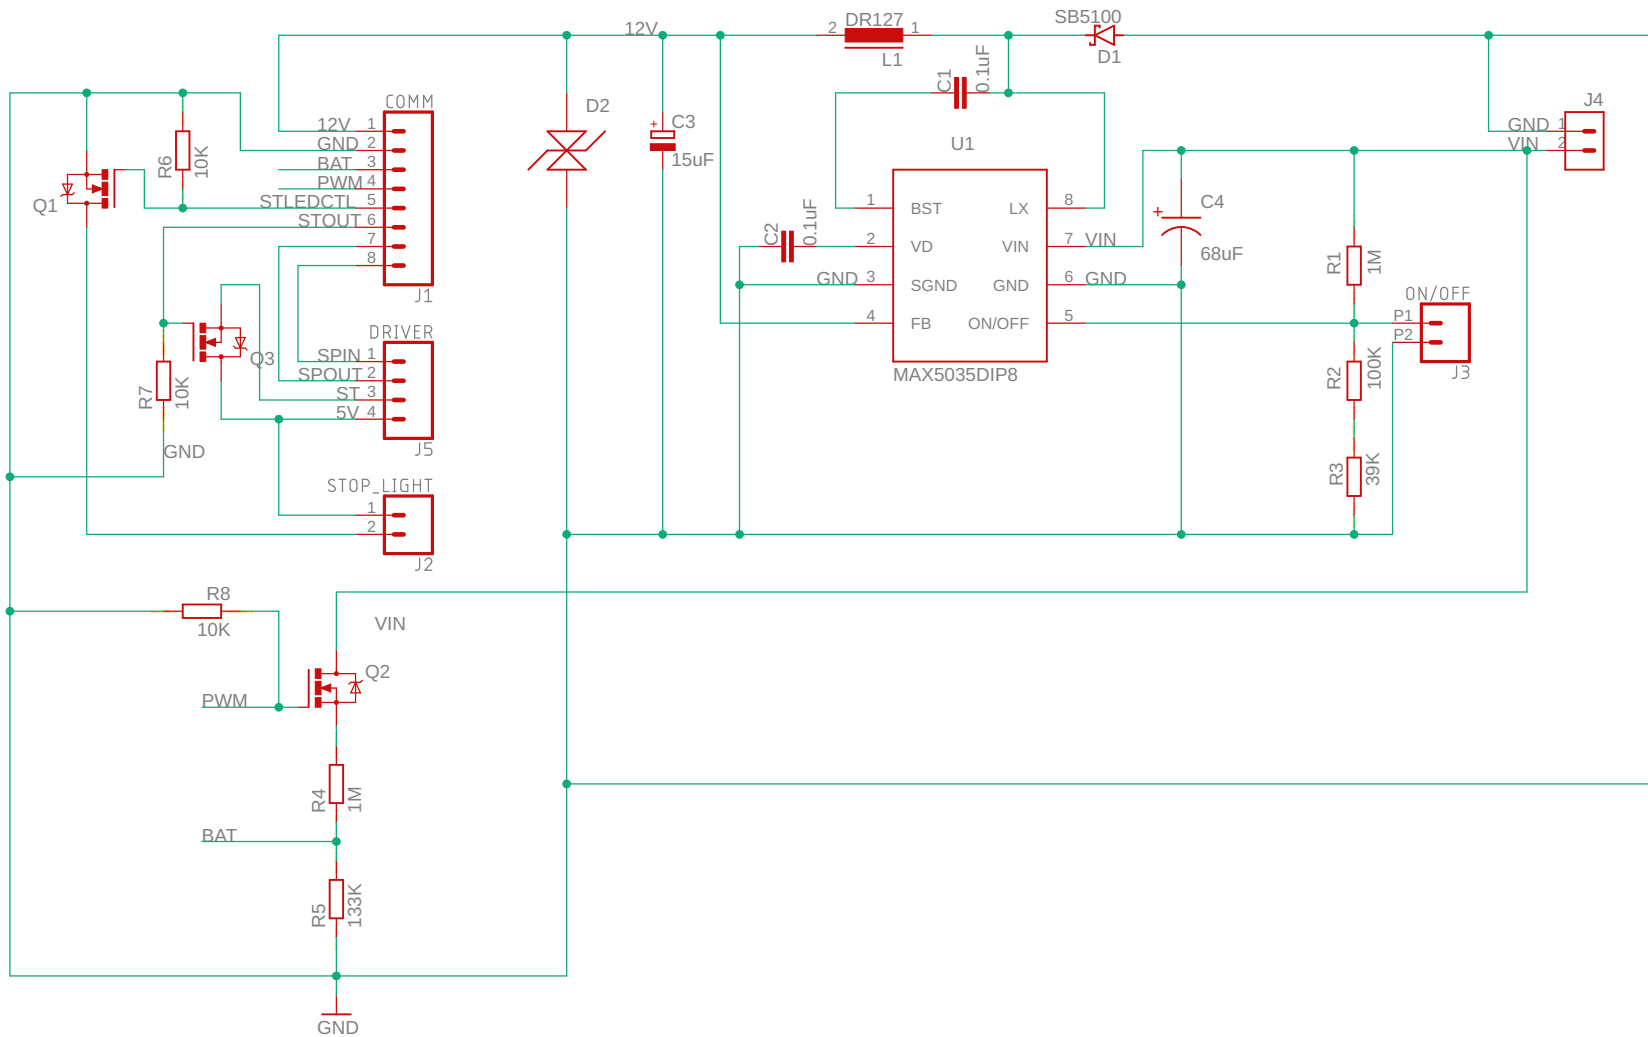 12V
2
DR127
1
L1
SB5100
D1
C1
0.1uF
COMM
12V 1
GND 2
BAT 3
PWM 4
STLEDCTL 5
STOUT 6
7
8
J1
R6
10K
Q1
D2
+
C3
15uF
U1
1 BST
2 VD
GND 3 SGND
4 FB
LX 8
VIN 7 VIN
GND 6 GND
ON/OFF 5
MAX5035DIP8
C2
0.1uF
+
C4
68uF
J4
GND 1
VIN 2
R1
1M
ON/OFF
P1
P2
J3
R2
100K
R3
39K
Q3
R7
10K
GND
DRIVER
SPIN 1
SPOUT 2
ST 3
5V 4
J5
STOP_LIGHT
1
2
J2
R8
10K
VIN
Q2
PWM
R4
1M
BAT
R5
133K
GND